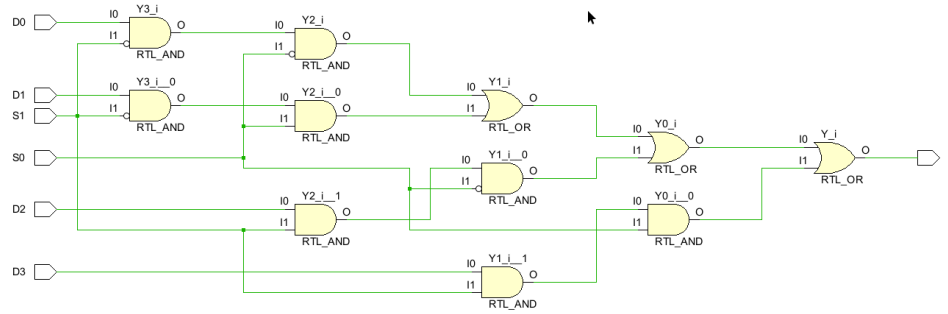 D0
I0
Y3_i
O
I1
RTL_AND
I0
Y2_i
O
I1
RTL_AND
D1
S1
I0
Y3_i__0
O
I1
RTL_AND
I0
Y2_i__0
O
I1
RTL_AND
I0
Y1_i
O
I1
RTL_OR
S0
I0
Y1_i__0
O
I1
RTL_AND
I0
Y0_i
O
I1
RTL_OR
I0
Y_i
O
I1
RTL_OR
D2
I0
Y2_i__1
O
I1
RTL_AND
I0
Y0_i__0
O
I1
RTL_AND
D3
I0
Y1_i__1
O
I1
RTL_AND